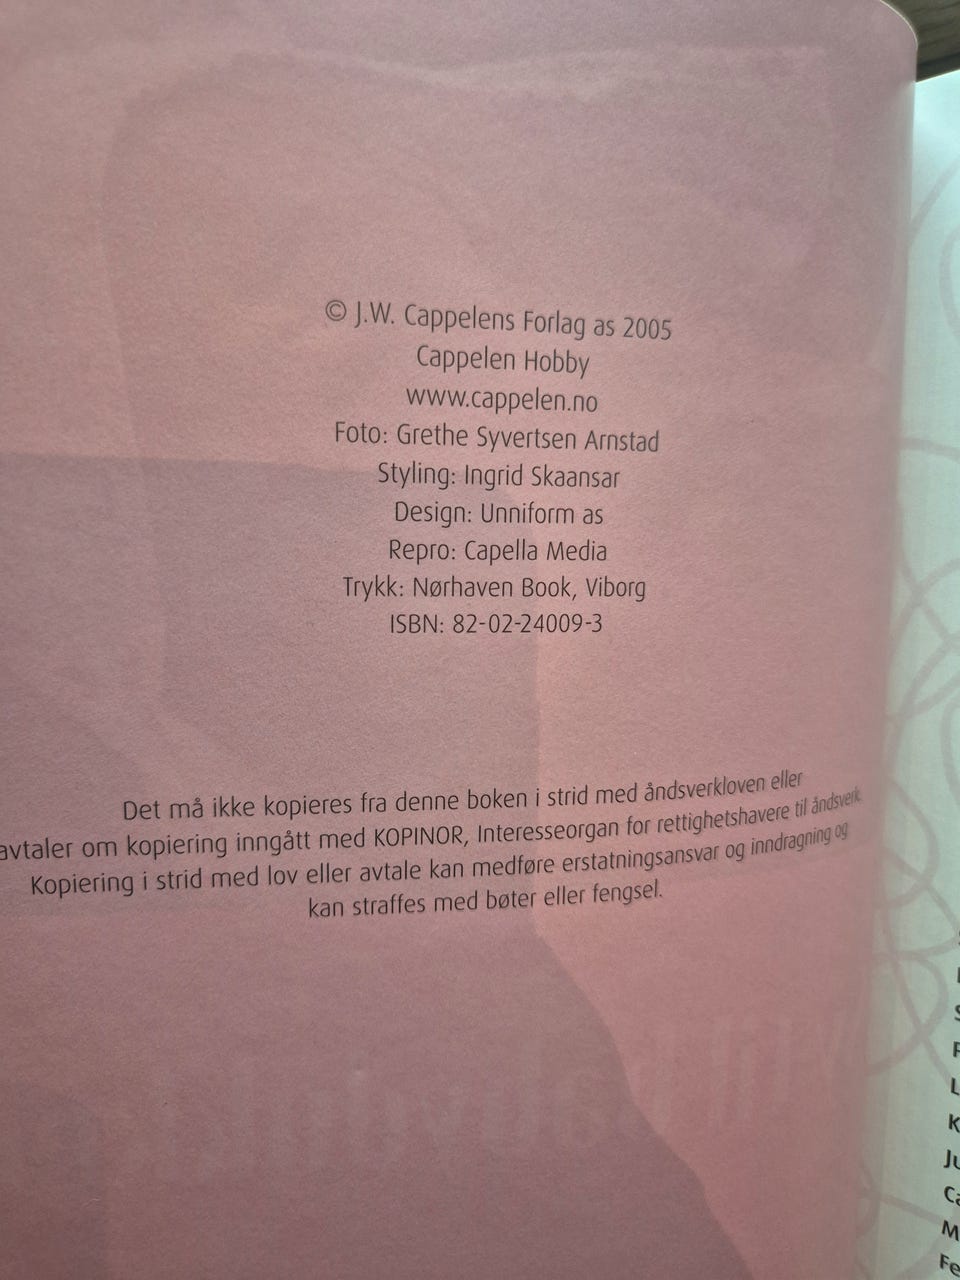 © J.W. Cappelens Forlag as 2005
Cappelen Hobby
www.cappelen.no
Foto: Grethe Syvertsen Arnstad
Styling: Ingrid Skaansar
Design: Unniform as
Repro: Capella Media
Trykk: Nørhaven Book, Viborg
ISBN: 82-02-24009-3
Det må ikke kopieres fra denne boken i strid med åndsverkloven eller
avtaler om kopiering inngått med KOPINOR, Interesseorgan for rettighetshavere til åndsverk.
Kopiering i strid med lov eller avtale kan medføre erstatningsansvar og inndragning og
kan straffes med bøter eller fengsel.